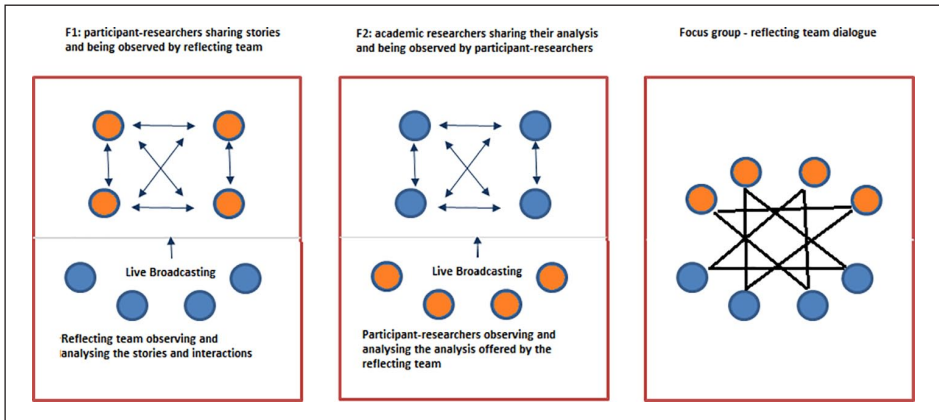 F1: participant-researchers sharing stories
and being observed by reflecting team
F2: academic researchers sharing their analysis
and being observed by participant-researchers
Focus group - reflecting team dialogue
Live Broadcasting
Reflecting team observing and
analysing the stories and interactions
Live Broadcasting
Participant-researchers observing and
analysing the analysis offered by the
reflecting team